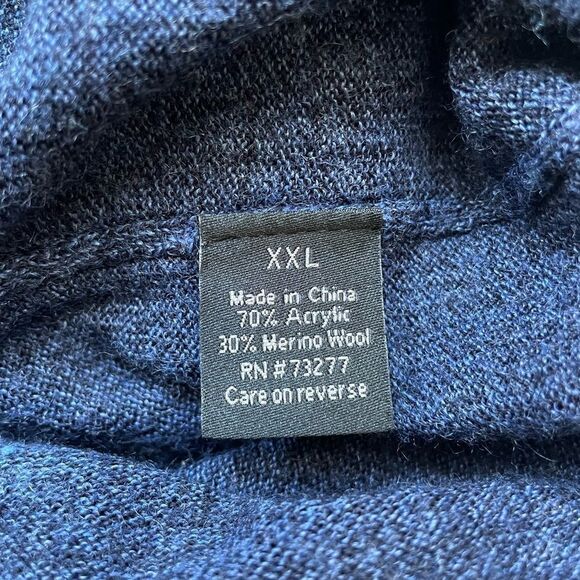 XXL
Made in China
70% Acrylic
30% Merino Wool
RN # 73277
Care on reverse